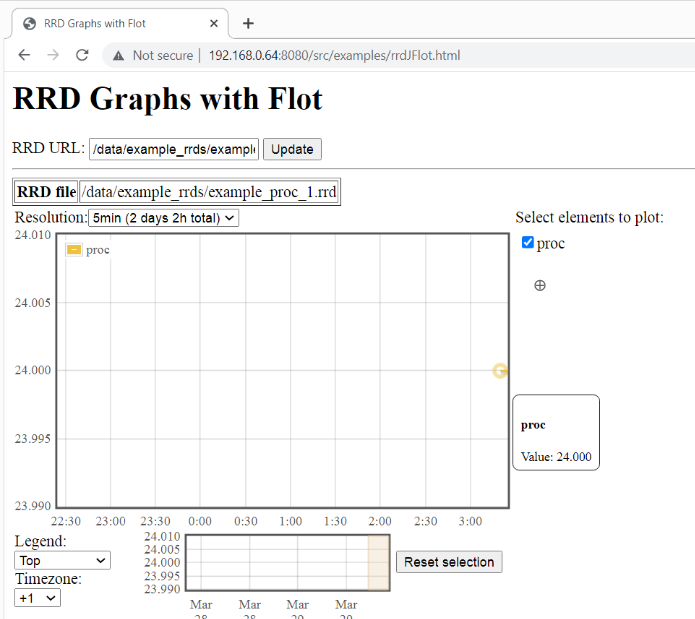 RRD Graphs with Flot
Not secure | 192.168.0.64:8080/src/examples/rrdJFlot.html
RRD Graphs with Flot
RRD URL: /data/example_rrds/example Update
RRD file /data/example_rrds/example_proc_1.rrd
Resolution: 5min (2 days 2h total) Select elements to plot:
24.010
proc
proc
24.005
24.000
23.995
proc
Value: 24.000
23.990
22:30 23:00 23:30 0:00 0:30 1:00 1:30 2:00 2:30 3:00
Legend:
Top
Timezone:
+1
24.010
24.005
24.000
23.995
23.990
Reset selection
Mar Mar Mar Mar
28 28 29 29